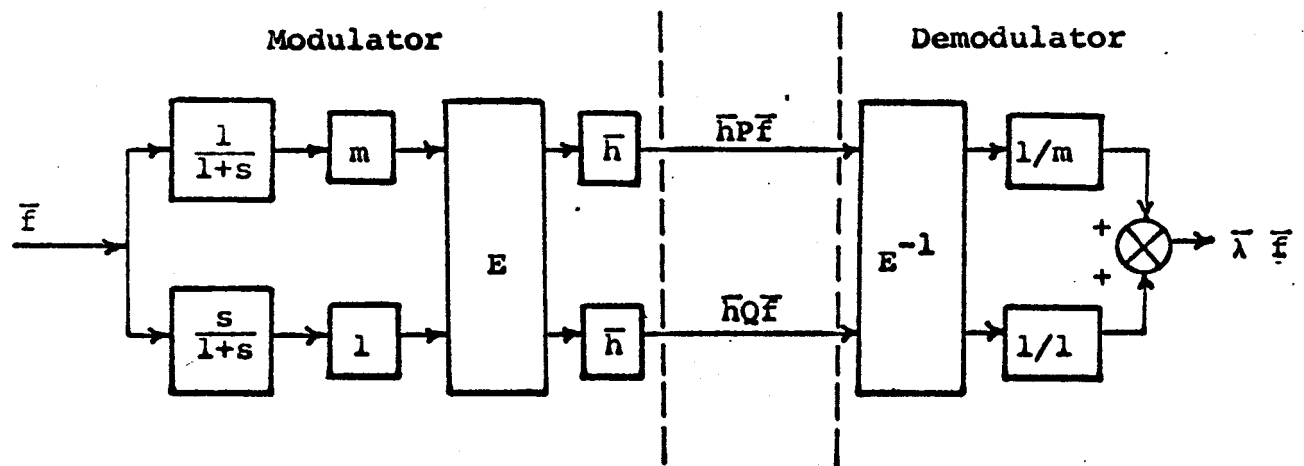 Modulator
Demodulator
f̄
1
1+s
m
s
1+s
1
E
h̄
h̄
h̄Pf̄
h̄Qf̄
E⁻¹
1/m
1/1
+
+
λ̄ f̄